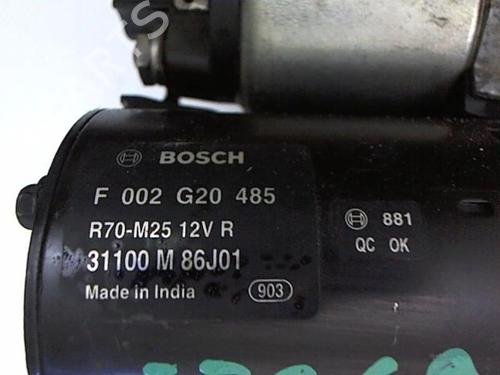 BOSCH
F 002 G20 485
R70-M25 12V R
31100 M 86J01
Made in India 903
881
QC OK